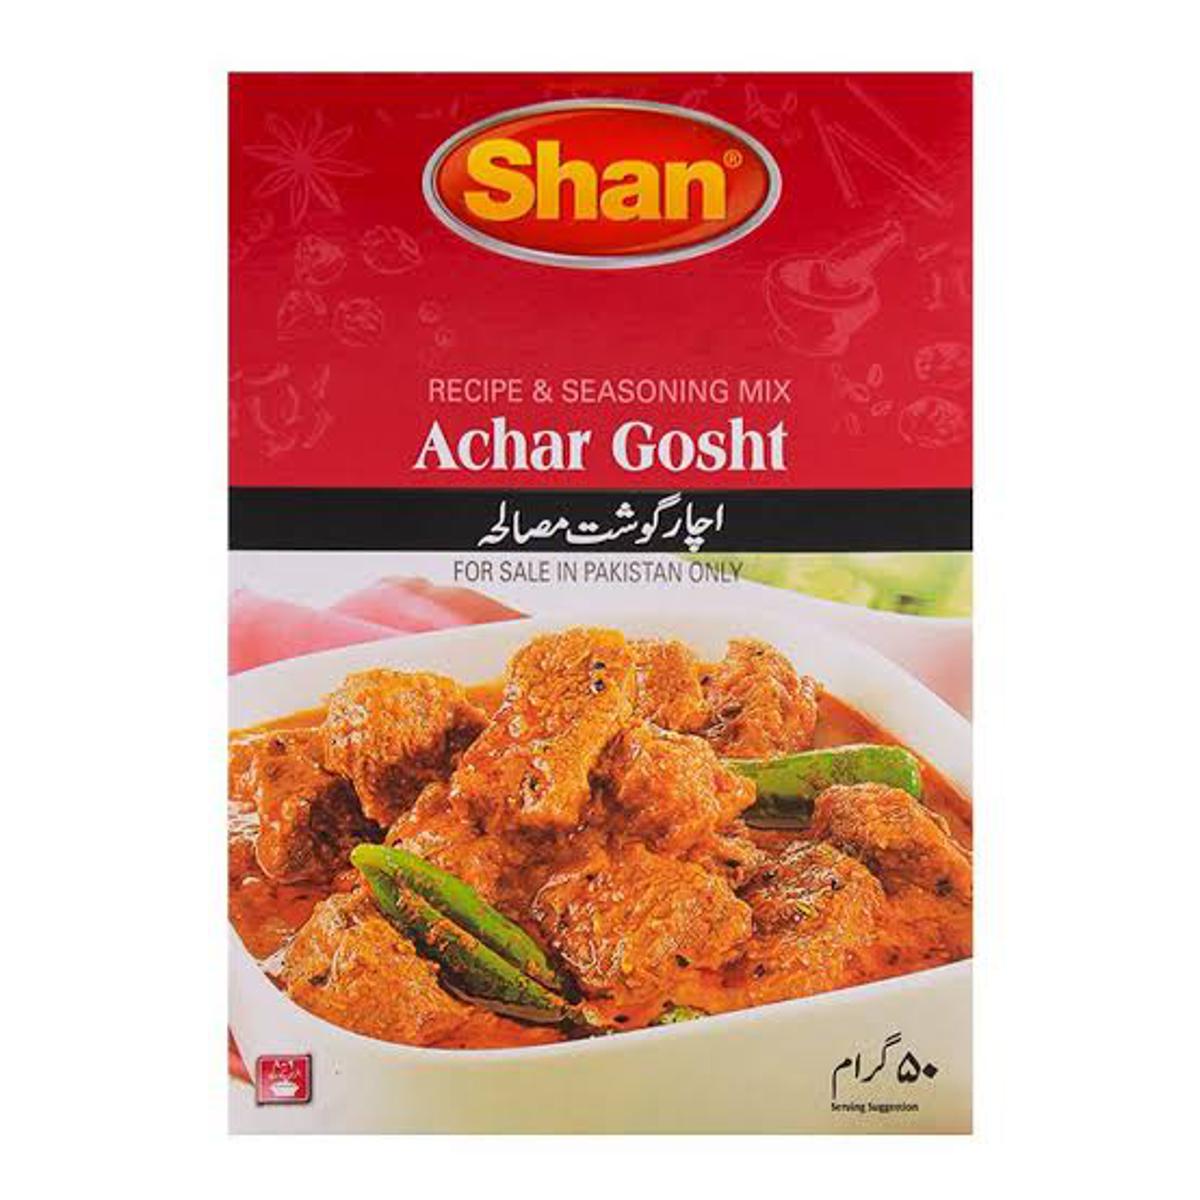 Shan®
RECIPE & SEASONING MIX
Achar Gosht
اچار گوشت مصالحہ
FOR SALE IN PAKISTAN ONLY
۵۰ گرام
Serving Suggestion